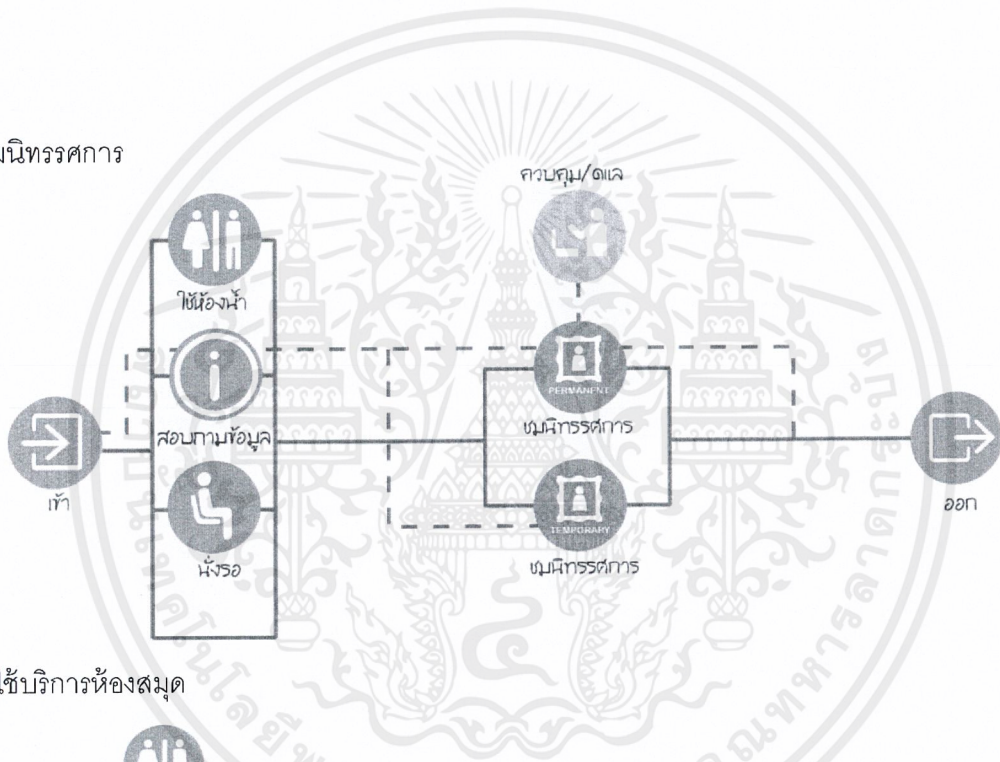 มนิทรรศการ
ควบคุม/ดูแล
ใช้ห้องน้ำ
PERMANENT
สอบถามข้อมูล
ชมนิทรรศการ
เข้า
ออก
TEMPORARY
นั่งรอ
ชมนิทรรศการ
ช้บริการห้องสมุด